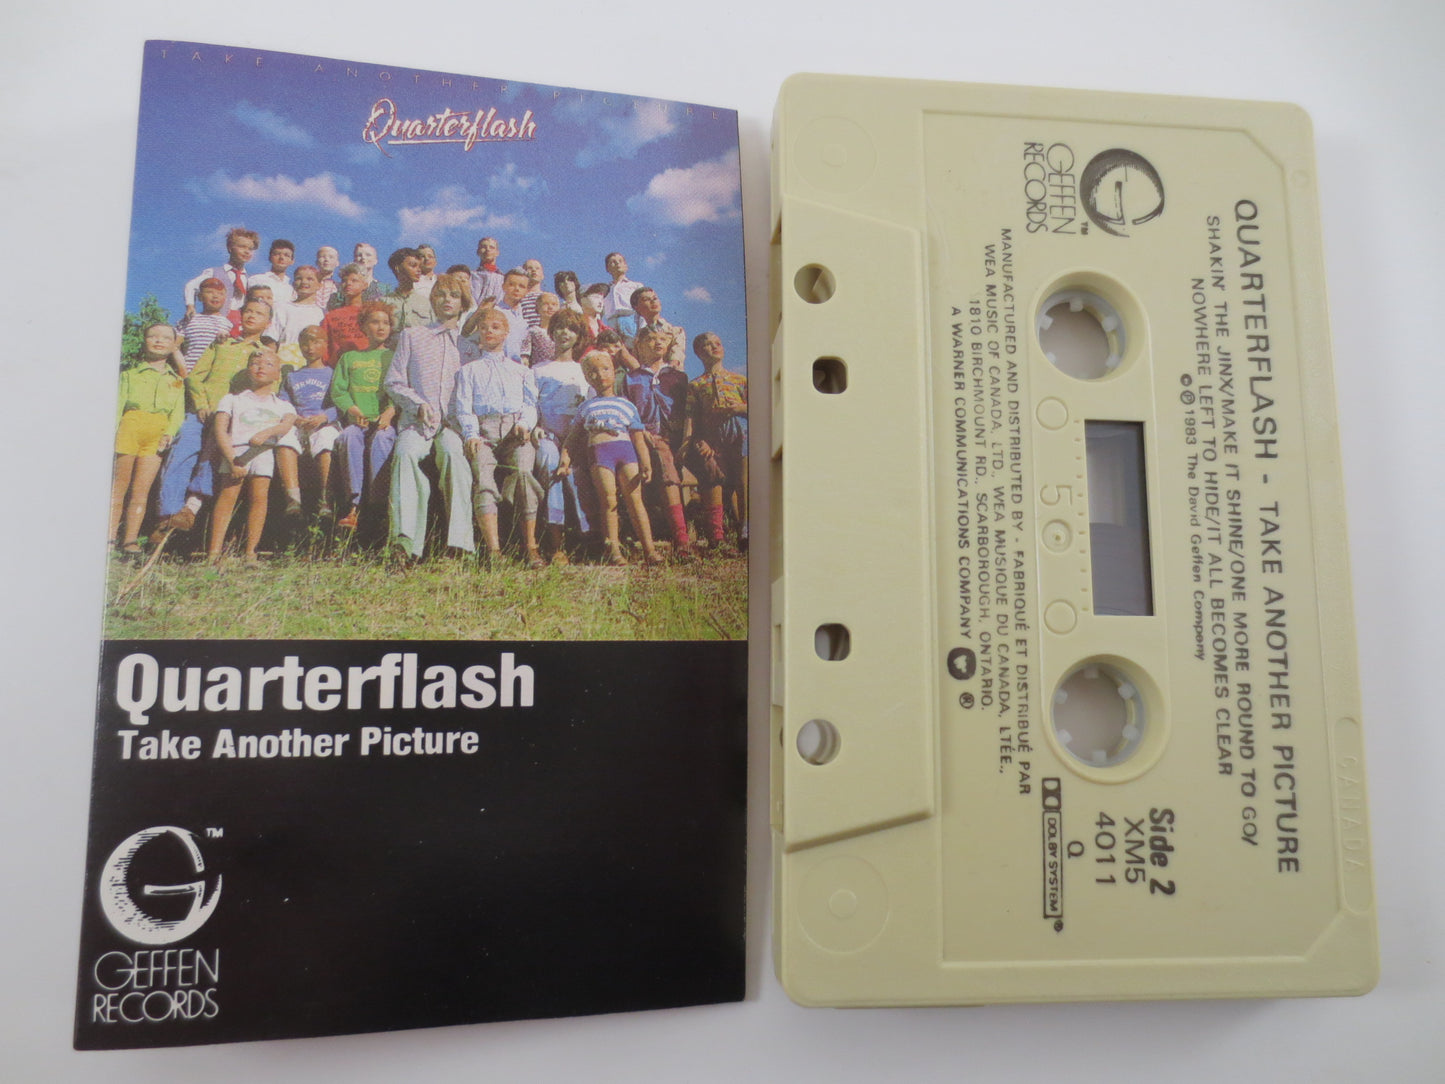 TAKE ANOTHER PICTURE
Quarterflash
Quarterflash
Take Another Picture
G™
GEFFEN
RECORDS
G™
GEFFEN
RECORDS
QUARTERFLASH - TAKE ANOTHER PICTURE
SHAKIN' THE JINX/MAKE IT SHINE/ONE MORE ROUND TO GO/
NOWHERE LEFT TO HIDE/IT ALL BECOMES CLEAR
©℗1983 The David Geffen Company
50
Side 2
XM5
4011
Q
DOLBY SYSTEM®
MANUFACTURED AND DISTRIBUTED BY - FABRIQUÉ ET DISTRIBUÉ PAR
WEA MUSIC OF CANADA, LTD., WEA MUSIQUE DU CANADA, LTÉE.,
1810 BIRCHMOUNT RD., SCARBOROUGH, ONTARIO.
A WARNER COMMUNICATIONS COMPANY ®
CANADA